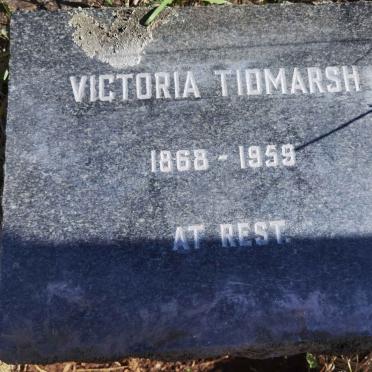 VICTORIA TIDMARSH
1868 - 1959
AT REST.